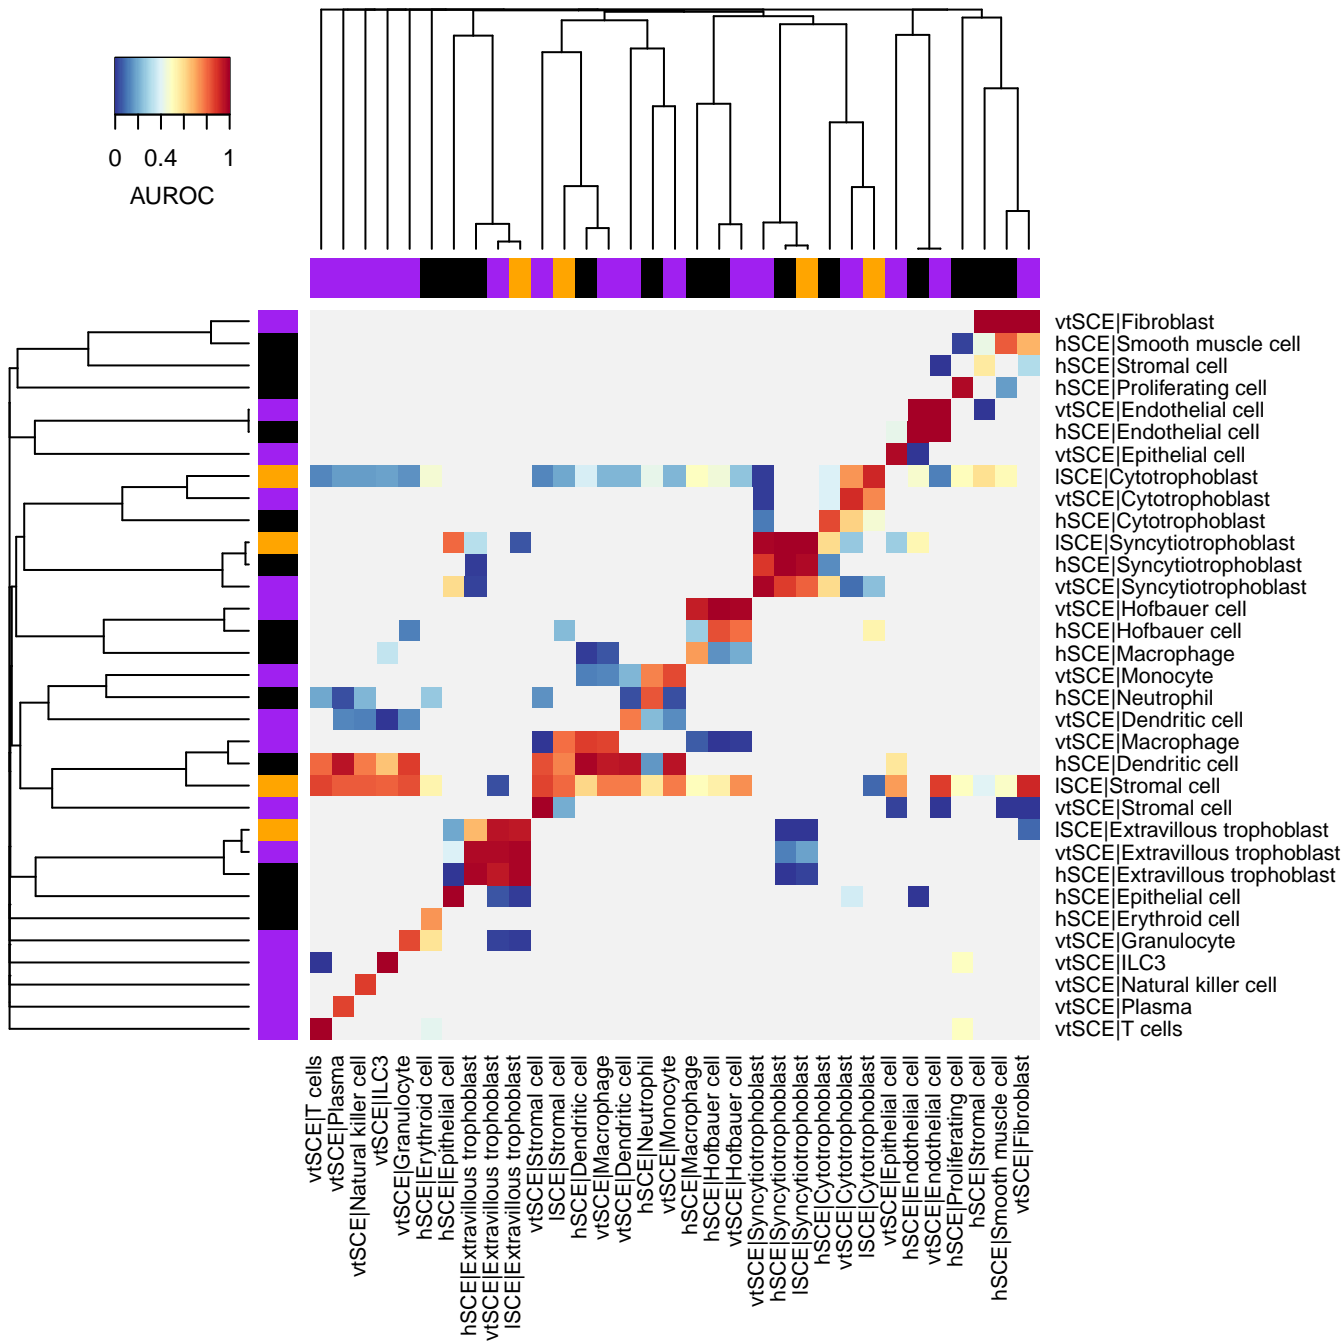 0 0.4 1
AUROC
vtSCE|Fibroblast
hSCE|Smooth muscle cell
hSCE|Stromal cell
hSCE|Proliferating cell
vtSCE|Endothelial cell
hSCE|Endothelial cell
vtSCE|Epithelial cell
lSCE|Cytotrophoblast
vtSCE|Cytotrophoblast
hSCE|Cytotrophoblast
lSCE|Syncytiotrophoblast
hSCE|Syncytiotrophoblast
vtSCE|Syncytiotrophoblast
vtSCE|Hofbauer cell
hSCE|Hofbauer cell
hSCE|Macrophage
vtSCE|Monocyte
hSCE|Neutrophil
vtSCE|Dendritic cell
vtSCE|Macrophage
hSCE|Dendritic cell
lSCE|Stromal cell
vtSCE|Stromal cell
lSCE|Extravillous trophoblast
vtSCE|Extravillous trophoblast
hSCE|Extravillous trophoblast
hSCE|Epithelial cell
hSCE|Erythroid cell
vtSCE|Granulocyte
vtSCE|ILC3
vtSCE|Natural killer cell
vtSCE|Plasma
vtSCE|T cells
vtSCE|T cells
vtSCE|Plasma
vtSCE|Natural killer cell
vtSCE|ILC3
vtSCE|Granulocyte
hSCE|Erythroid cell
hSCE|Epithelial cell
hSCE|Extravillous trophoblast
vtSCE|Extravillous trophoblast
lSCE|Extravillous trophoblast
vtSCE|Stromal cell
lSCE|Stromal cell
hSCE|Dendritic cell
vtSCE|Macrophage
vtSCE|Dendritic cell
hSCE|Neutrophil
vtSCE|Monocyte
hSCE|Macrophage
hSCE|Hofbauer cell
vtSCE|Hofbauer cell
vtSCE|Syncytiotrophoblast
hSCE|Syncytiotrophoblast
lSCE|Syncytiotrophoblast
hSCE|Cytotrophoblast
vtSCE|Cytotrophoblast
lSCE|Cytotrophoblast
vtSCE|Epithelial cell
hSCE|Endothelial cell
vtSCE|Endothelial cell
hSCE|Proliferating cell
hSCE|Stromal cell
hSCE|Smooth muscle cell
vtSCE|Fibroblast